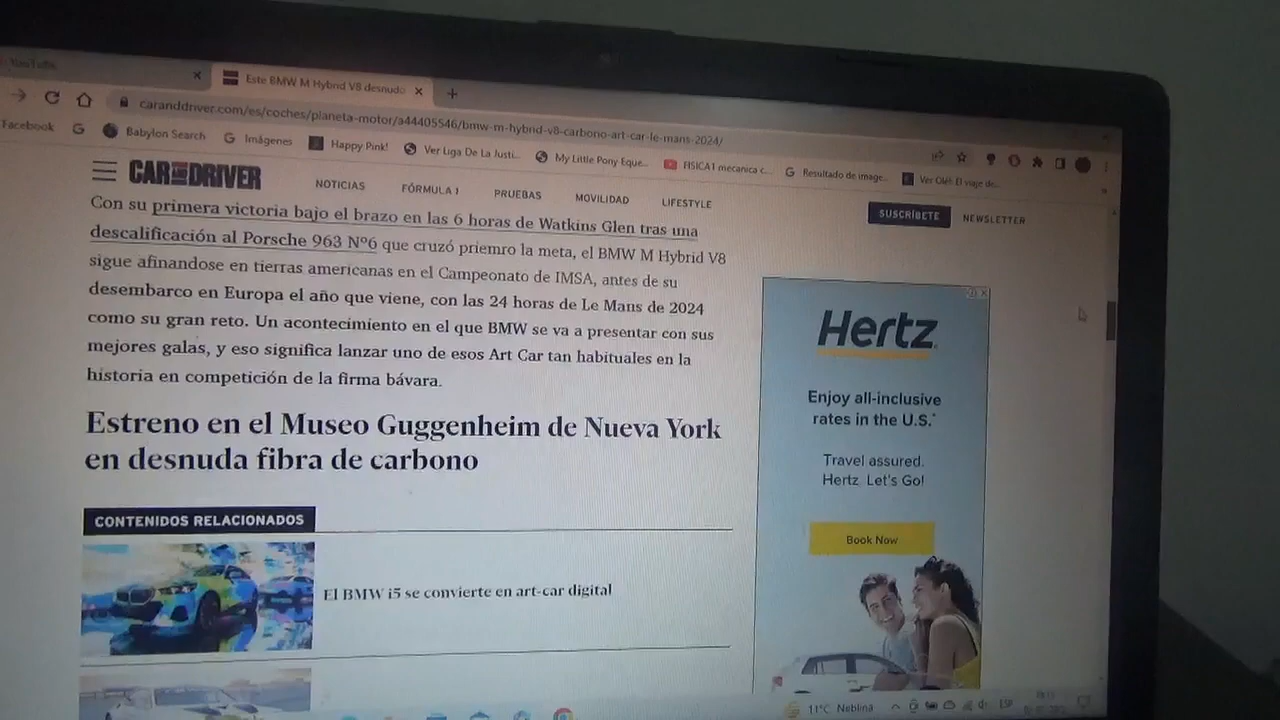 YouTube
Este BMW M Hybrid V8 desnudo
caranddriver.com/es/coches/planeta-motor/a44405546/bmw-m-hybrid-v8-carbono-art-car-le-mans-2024/
Facebook
Babylon Search
Imágenes
Happy Pink!
Ver Liga De La Justi...
My Little Pony Eque...
FISICA1 mecanica c...
Resultado de image...
Ver Olé! El viaje de...
CAR AND DRIVER
NOTICIAS
FÓRMULA 1
PRUEBAS
MOVILIDAD
LIFESTYLE
SUSCRÍBETE
NEWSLETTER
Con su primera victoria bajo el brazo en las 6 horas de Watkins Glen tras una
descalificación al Porsche 963 Nº6 que cruzó priemro la meta, el BMW M Hybrid V8
sigue afinandose en tierras americanas en el Campeonato de IMSA, antes de su
desembarco en Europa el año que viene, con las 24 horas de Le Mans de 2024
como su gran reto. Un acontecimiento en el que BMW se va a presentar con sus
mejores galas, y eso significa lanzar uno de esos Art Car tan habituales en la
historia en competición de la firma bávara.
Estreno en el Museo Guggenheim de Nueva York
en desnuda fibra de carbono
CONTENIDOS RELACIONADOS
El BMW i5 se convierte en art-car digital
Hertz.
Enjoy all-inclusive
rates in the U.S.*
Travel assured.
Hertz. Let's Go!
Book Now
11°C Neblina
ESP